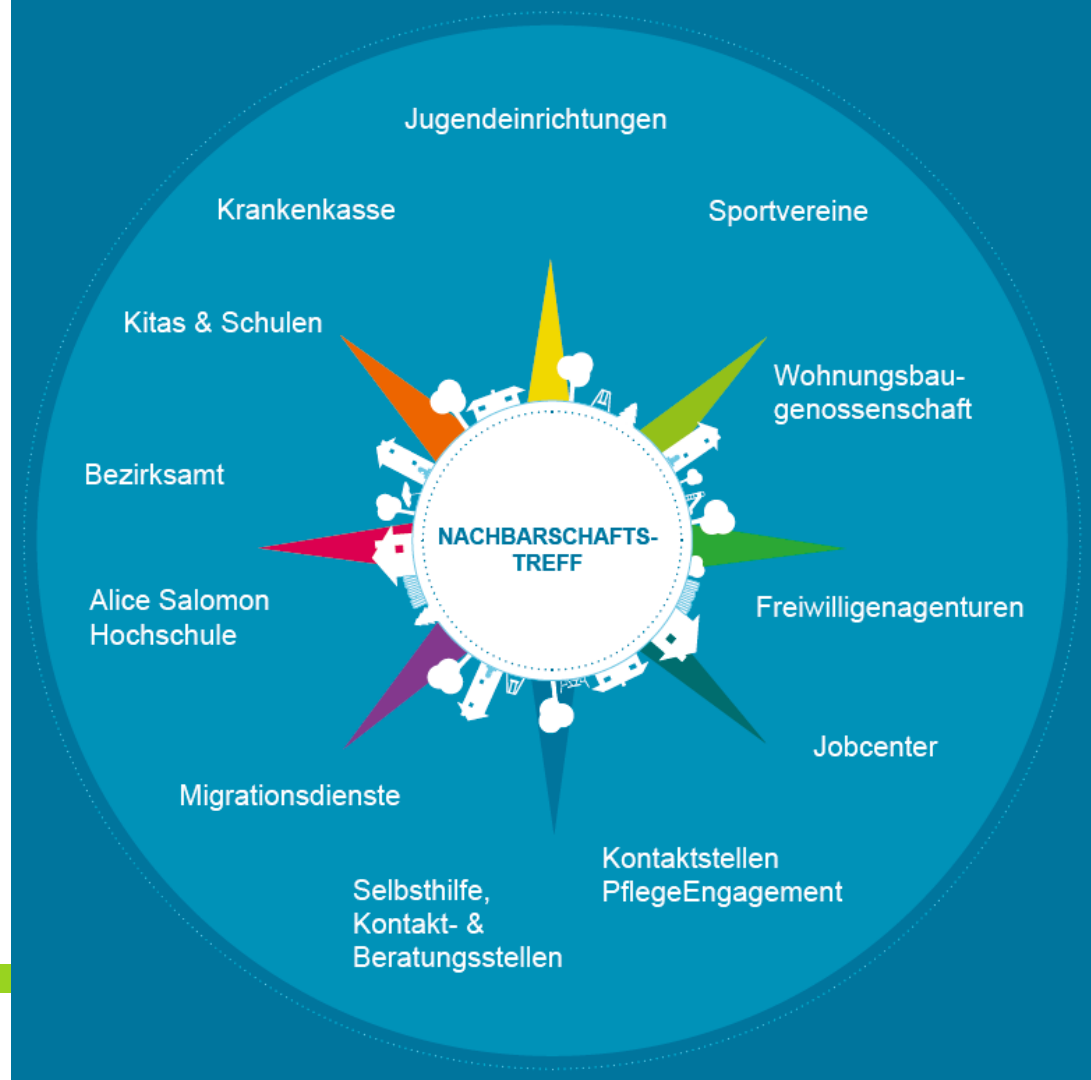 Jugendeinrichtungen
Krankenkasse
Sportvereine
Kitas & Schulen
Wohnungsbau-
genossenschaft
Bezirksamt
NACHBARSCHAFTS-
TREFF
Alice Salomon
Hochschule
Freiwilligenagenturen
Jobcenter
Migrationsdienste
Kontaktstellen
PflegeEngagement
Selbsthilfe,
Kontakt- &
Beratungsstellen